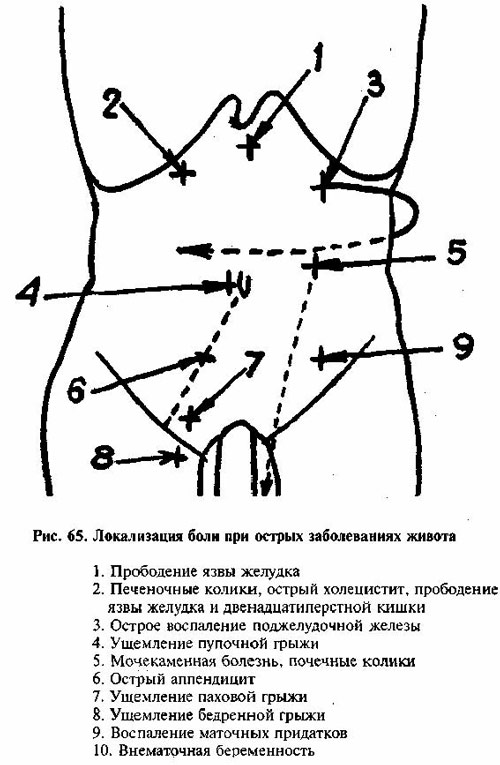 1
2
3
4
5
6
7
8
9
Рис. 65. Локализация боли при острых заболеваниях живота
1. Прободение язвы желудка
2. Печеночные колики, острый холецистит, прободение
язвы желудка и двенадцатиперстной кишки
3. Острое воспаление поджелудочной железы
4. Ущемление пупочной грыжи
5. Мочекаменная болезнь, почечные колики
6. Острый аппендицит
7. Ущемление паховой грыжи
8. Ущемление бедренной грыжи
9. Воспаление маточных придатков
10. Внематочная беременность